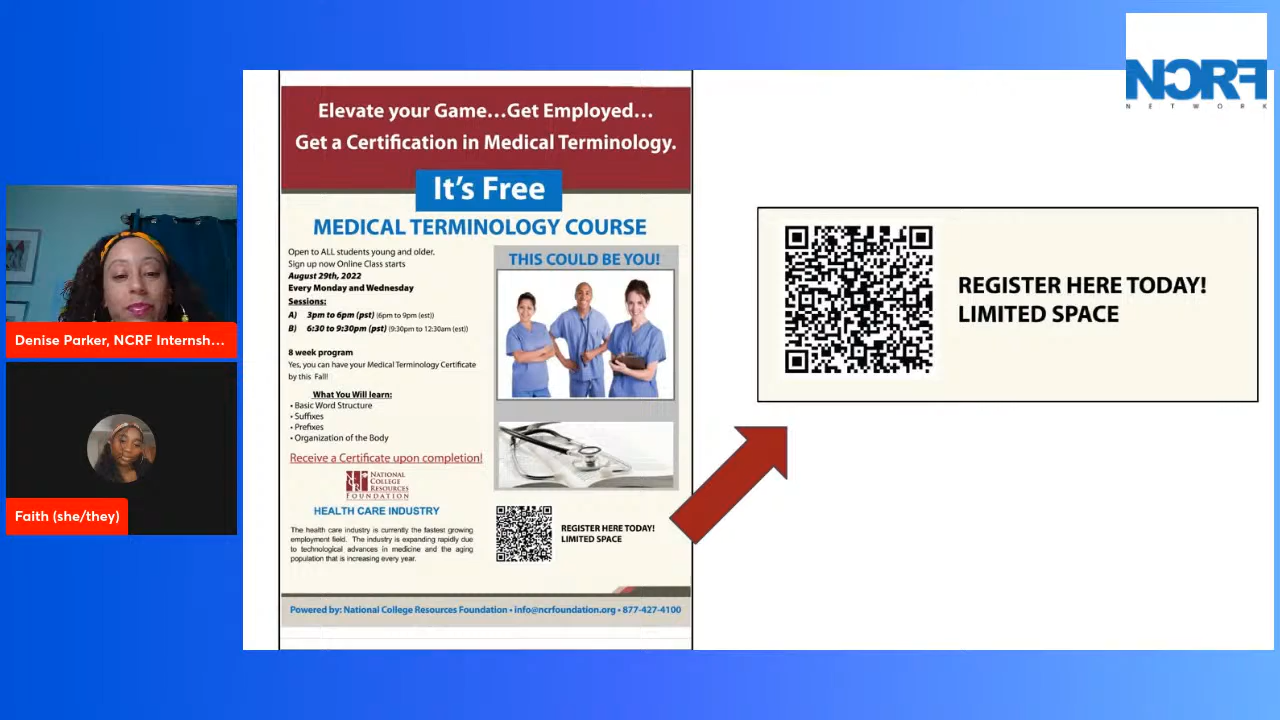 NCRF
NETWORK
Denise Parker, NCRF Internsh...
Faith (she/they)
Elevate your Game...Get Employed...
Get a Certification in Medical Terminology.
It's Free
MEDICAL TERMINOLOGY COURSE
Open to ALL students young and older.
Sign up now Online Class starts
August 29th, 2022
Every Monday and Wednesday
Sessions:
A) 3pm to 6pm (pst) (6pm to 9pm (est))
B) 6:30 to 9:30pm (pst) (9:30pm to 12:30am (est))
8 week program
Yes, you can have your Medical Terminology Certificate
by this Fall!
What You Will learn:
• Basic Word Structure
• Suffixes
• Prefixes
• Organization of the Body
Receive a Certificate upon completion!
NATIONAL
COLLEGE
RESOURCES
FOUNDATION
HEALTH CARE INDUSTRY
The health care industry is currently the fastest growing
employment field. The industry is expanding rapidly due
to technological advances in medicine and the aging
population that is increasing every year.
THIS COULD BE YOU!
REGISTER HERE TODAY!
LIMITED SPACE
Powered by: National College Resources Foundation • info@ncrfoundation.org • 877-427-4100
REGISTER HERE TODAY!
LIMITED SPACE